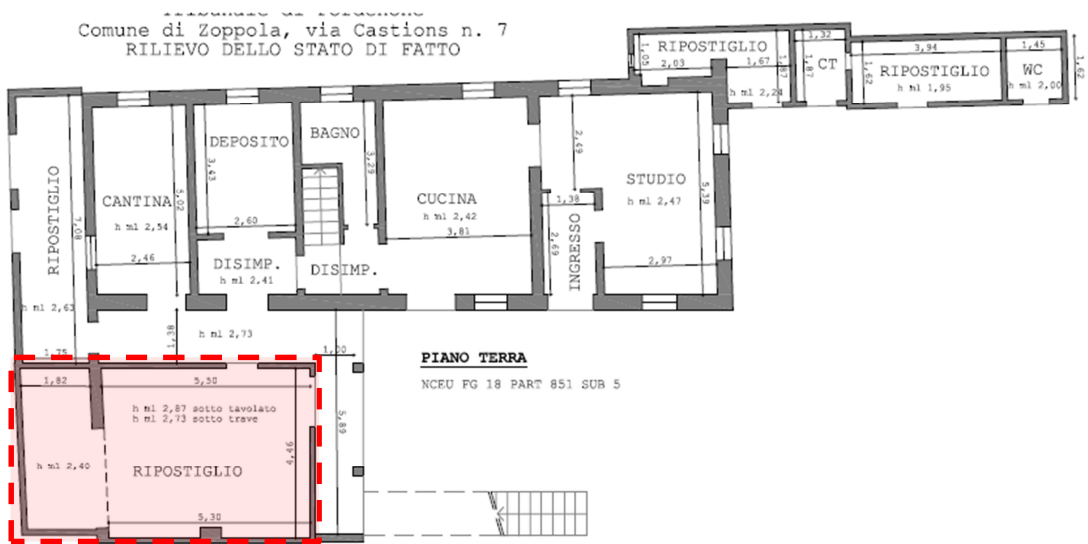 Tribunale di Pordenone
Comune di Zoppola, via Castions n. 7
RILIEVO DELLO STATO DI FATTO
RIPOSTIGLIO
1,05
2,03
1,67
1,87
h ml 2,24
1,32
CT
1,87
3,94
1,62
RIPOSTIGLIO
h ml 1,95
1,45
WC
h ml 2,00
1,62
RIPOSTIGLIO
7,08
h ml 2,63
1,75
CANTINA
5,02
h ml 2,54
2,46
DEPOSITO
3,43
2,60
DISIMP.
h ml 2,41
BAGNO
3,29
DISIMP.
CUCINA
h ml 2,42
3,81
2,49
1,38
INGRESSO
2,69
STUDIO
h ml 2,47
5,39
2,97
1,38
h ml 2,73
1,00
5,89
PIANO TERRA
NCEU FG 18 PART 851 SUB 5
1,82
5,50
h ml 2,87 sotto tavolato
h ml 2,73 sotto trave
4,46
h ml 2,40
RIPOSTIGLIO
5,30